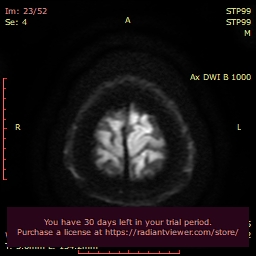 Im: 23/52
Se: 4
A
STP99
STP99
M
Ax DWI B 1000
R
L
You have 30 days left in your trial period.
Purchase a license at https://radiantviewer.com/store/